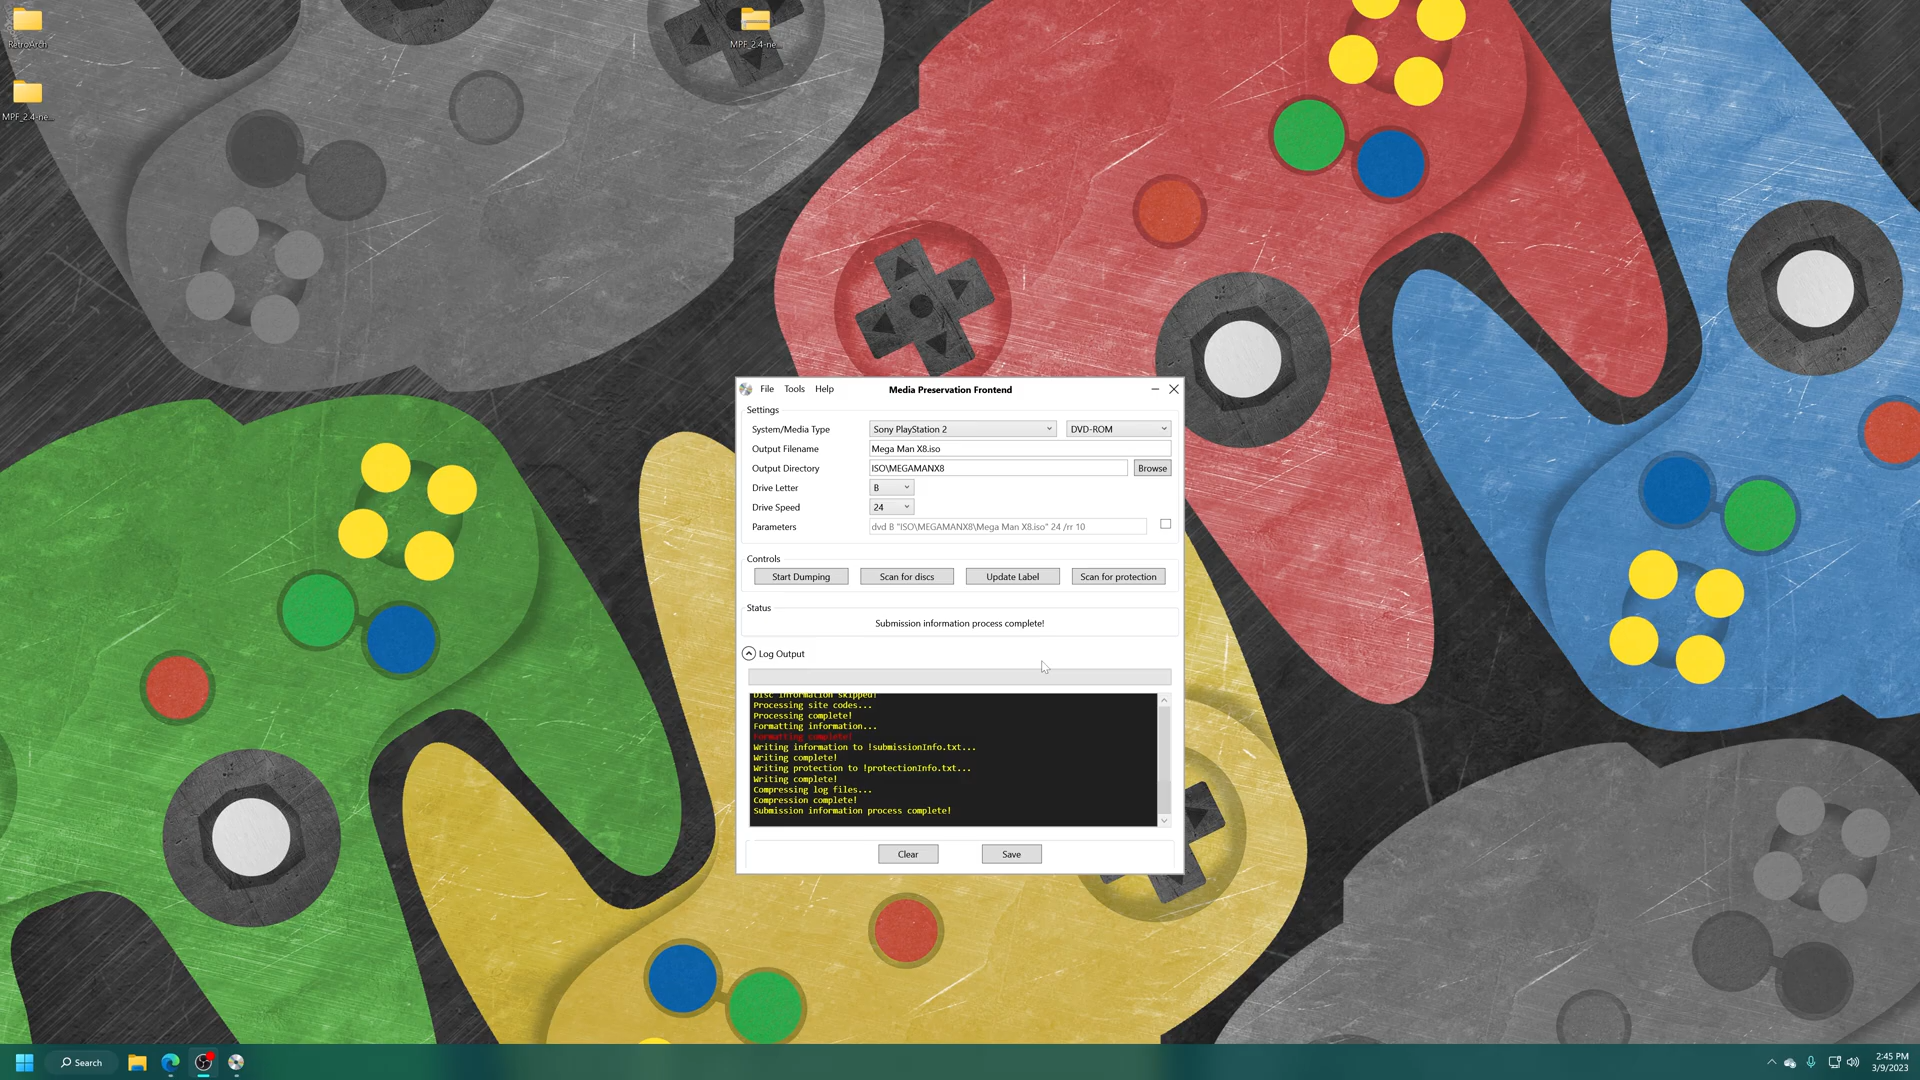 RetroArch
MPF_2.4-ne...
MPF_2.4-ne...
File Tools Help Media Preservation Frontend
Settings
System/Media Type Sony PlayStation 2 DVD-ROM
Output Filename Mega Man X8.iso
Output Directory ISO\MEGAMANX8 Browse
Drive Letter B
Drive Speed 24
Parameters dvd B "ISO\MEGAMANX8\Mega Man X8.iso" 24 /rr 10
Controls
Start Dumping Scan for discs Update Label Scan for protection
Status
Submission information process complete!
Log Output
Disc information skipped!
Processing site codes...
Processing complete!
Formatting information...
Formatting complete!
Writing information to !submissionInfo.txt...
Writing complete!
Writing protection to !protectionInfo.txt...
Writing complete!
Compressing log files...
Compression complete!
Submission information process complete!
Clear Save
Search
2:45 PM
3/9/2023